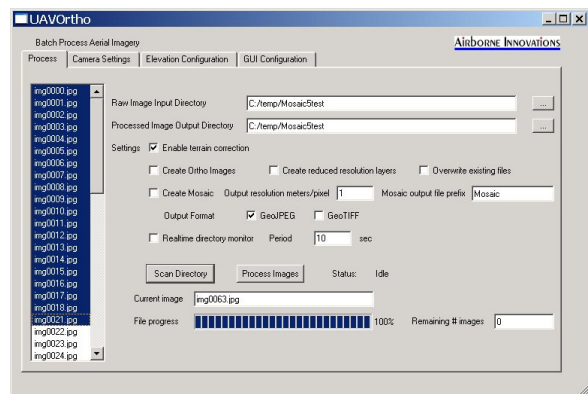 UAVOrtho
Batch Process Aerial Imagery
AIRBORNE INNOVATIONS
Process Camera Settings Elevation Configuration GUI Configuration
img0000.jpg
img0001.jpg
img0002.jpg
img0003.jpg
img0004.jpg
img0005.jpg
img0006.jpg
img0007.jpg
img0008.jpg
img0009.jpg
img0010.jpg
img0011.jpg
img0012.jpg
img0013.jpg
img0014.jpg
img0015.jpg
img0016.jpg
img0017.jpg
img0018.jpg
img0019.jpg
img0020.jpg
img0021.jpg
img0022.jpg
img0023.jpg
img0024.jpg
Raw Image Input Directory C:/temp/Mosaic5test ...
Processed Image Output Directory C:/temp/Mosaic5test ...
Settings Enable terrain correction
Create Ortho Images Create reduced resolution layers Overwrite existing files
Create Mosaic Output resolution meters/pixel 1 Mosaic output file prefix Mosaic
Output Format GeoJPEG GeoTIFF
Realtime directory monitor Period 10 sec
Scan Directory Process Images Status: Idle
Current image img0063.jpg
File progress 100% Remaining # images 0